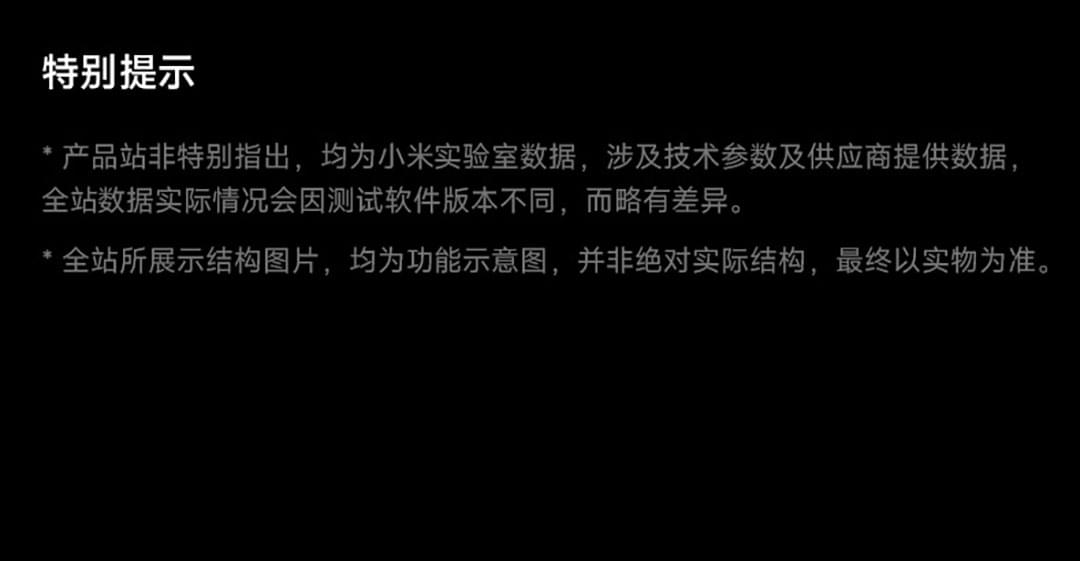 特别提示
* 产品站非特别指出，均为小米实验室数据，涉及技术参数及供应商提供数据，
全站数据实际情况会因测试软件版本不同，而略有差异。
* 全站所展示结构图片，均为功能示意图，并非绝对实际结构，最终以实物为准。